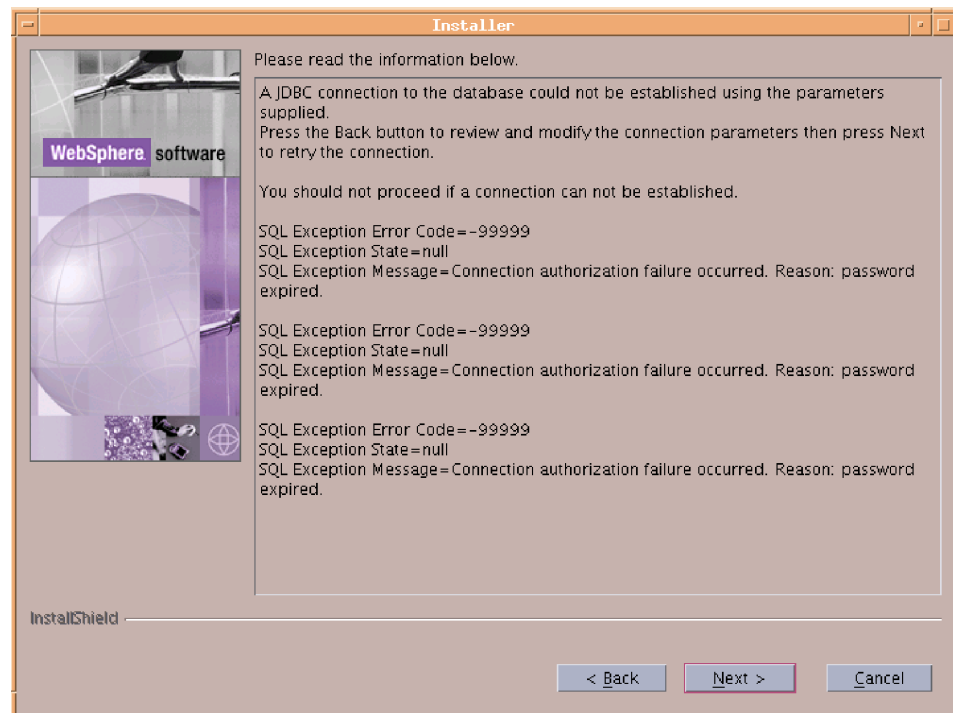 Installer
Please read the information below.
WebSphere software
A JDBC connection to the database could not be established using the parameters
supplied.
Press the Back button to review and modify the connection parameters then press Next
to retry the connection.
You should not proceed if a connection can not be established.
SQL Exception Error Code=-99999
SQL Exception State=null
SQL Exception Message=Connection authorization failure occurred. Reason: password
expired.
SQL Exception Error Code=-99999
SQL Exception State=null
SQL Exception Message=Connection authorization failure occurred. Reason: password
expired.
SQL Exception Error Code=-99999
SQL Exception State=null
SQL Exception Message=Connection authorization failure occurred. Reason: password
expired.
InstallShield
< Back
Next >
Cancel